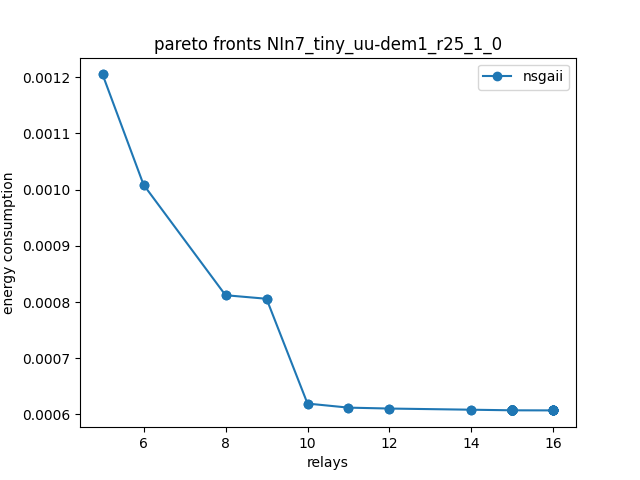 pareto fronts NIn7_tiny_uu-dem1_r25_1_0
nsgaii
energy consumption
0.0012
0.0011
0.0010
0.0009
0.0008
0.0007
0.0006
6 8 10 12 14 16
relays